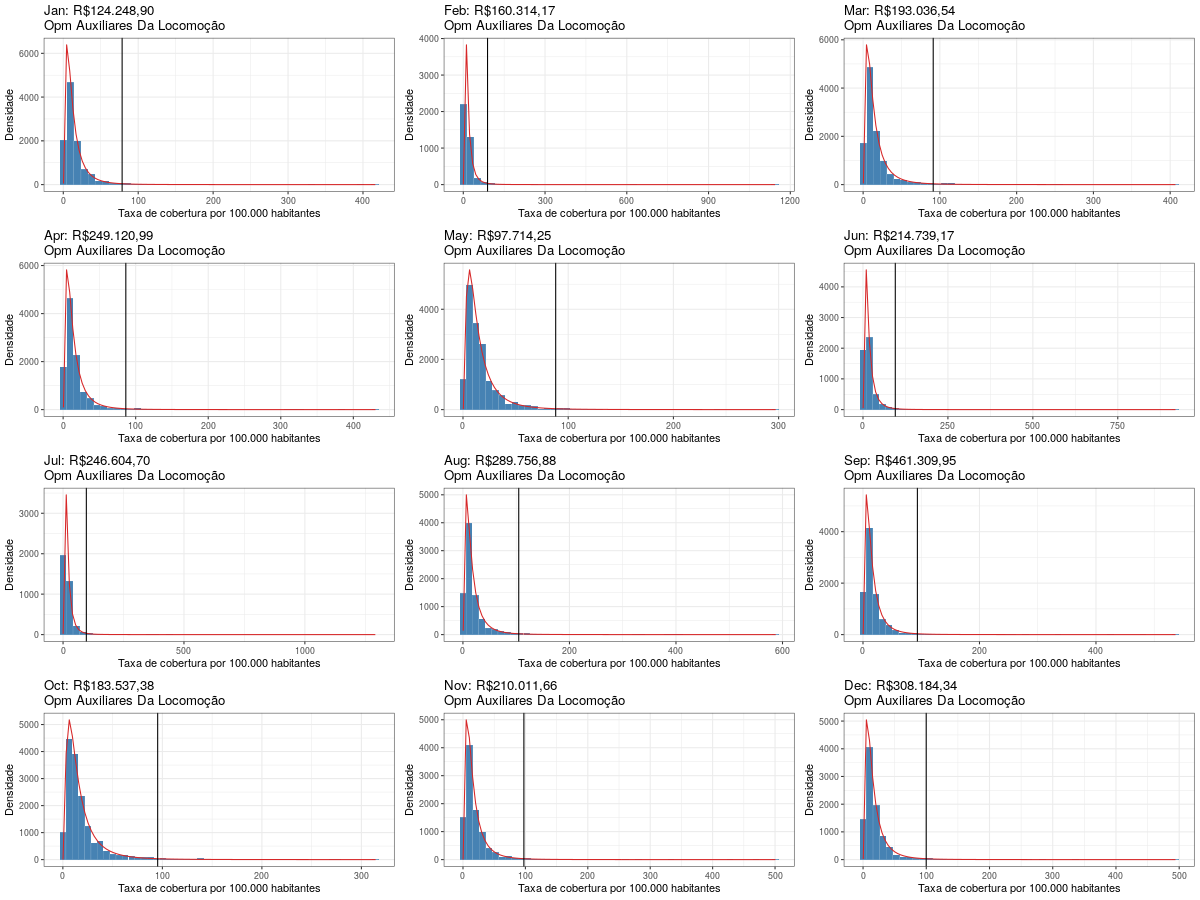 Jan: R$124.248,90
Opm Auxiliares Da Locomoção
Densidade
6000
4000
2000
0
0 100 200 300 400
Taxa de cobertura por 100.000 habitantes
Feb: R$160.314,17
Opm Auxiliares Da Locomoção
Densidade
4000
3000
2000
1000
0
0 300 600 900 1200
Taxa de cobertura por 100.000 habitantes
Mar: R$193.036,54
Opm Auxiliares Da Locomoção
Densidade
6000
4000
2000
0
0 100 200 300 400
Taxa de cobertura por 100.000 habitantes
Apr: R$249.120,99
Opm Auxiliares Da Locomoção
Densidade
6000
4000
2000
0
0 100 200 300 400
Taxa de cobertura por 100.000 habitantes
May: R$97.714,25
Opm Auxiliares Da Locomoção
Densidade
4000
2000
0
0 100 200 300
Taxa de cobertura por 100.000 habitantes
Jun: R$214.739,17
Opm Auxiliares Da Locomoção
Densidade
4000
3000
2000
1000
0
0 250 500 750
Taxa de cobertura por 100.000 habitantes
Jul: R$246.604,70
Opm Auxiliares Da Locomoção
Densidade
3000
2000
1000
0
0 500 1000
Taxa de cobertura por 100.000 habitantes
Aug: R$289.756,88
Opm Auxiliares Da Locomoção
Densidade
5000
4000
3000
2000
1000
0
0 200 400 600
Taxa de cobertura por 100.000 habitantes
Sep: R$461.309,95
Opm Auxiliares Da Locomoção
Densidade
4000
2000
0
0 200 400
Taxa de cobertura por 100.000 habitantes
Oct: R$183.537,38
Opm Auxiliares Da Locomoção
Densidade
5000
4000
3000
2000
1000
0
0 100 200 300
Taxa de cobertura por 100.000 habitantes
Nov: R$210.011,66
Opm Auxiliares Da Locomoção
Densidade
5000
4000
3000
2000
1000
0
0 100 200 300 400 500
Taxa de cobertura por 100.000 habitantes
Dec: R$308.184,34
Opm Auxiliares Da Locomoção
Densidade
5000
4000
3000
2000
1000
0
0 100 200 300 400 500
Taxa de cobertura por 100.000 habitantes